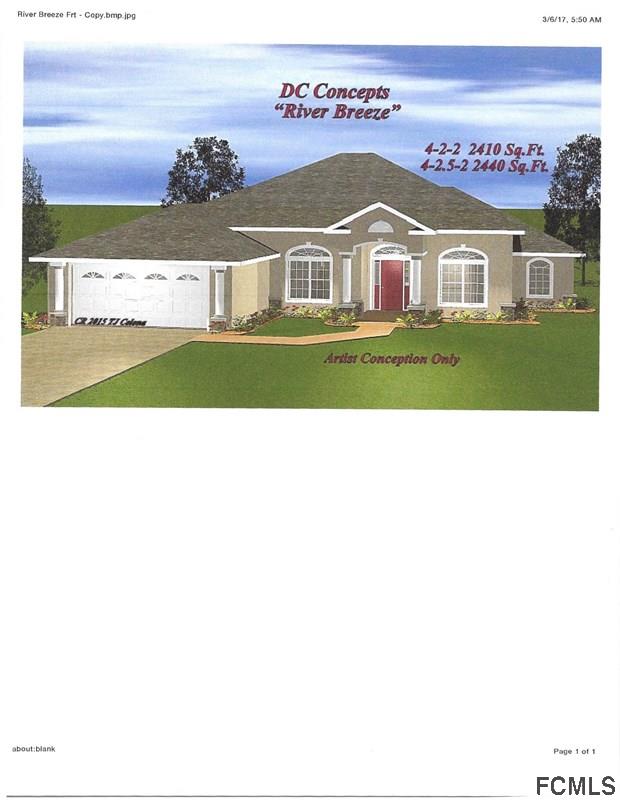 River Breeze Frt - Copy.bmp.jpg
3/6/17, 5:50 AM
DC Concepts
"River Breeze"
4-2-2 2410 Sq.Ft.
4-2.5-2 2440 Sq.Ft.
CR 2015 TJ Colona
Artist Conception Only
about:blank
Page 1 of 1
FCMLS